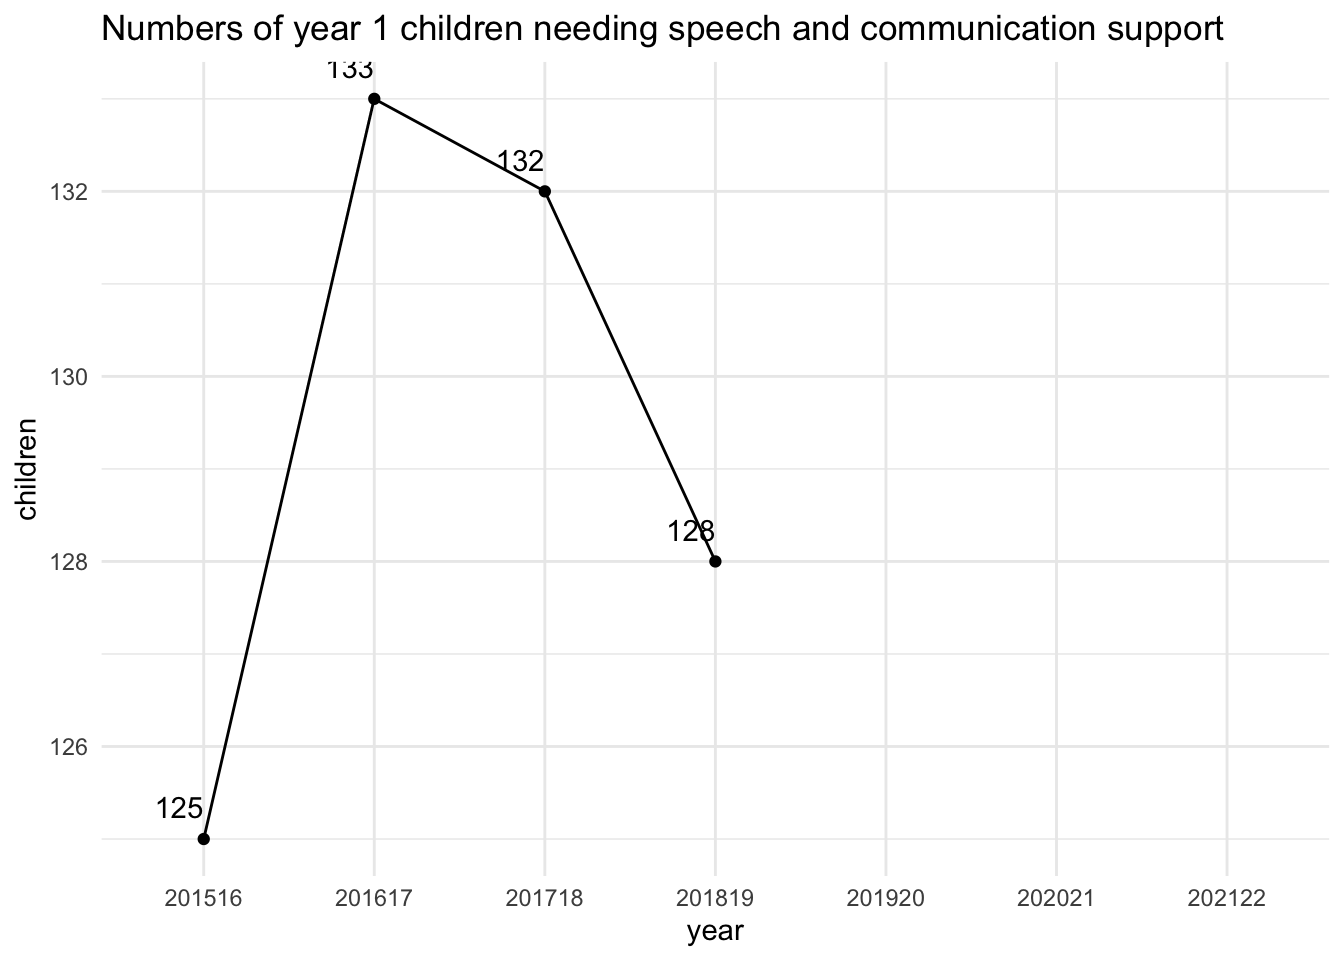 Numbers of year 1 children needing speech and communication support
133
132
132
130
children
128
128
126
125
201516 201617 201718 201819 201920 202021 202122
year